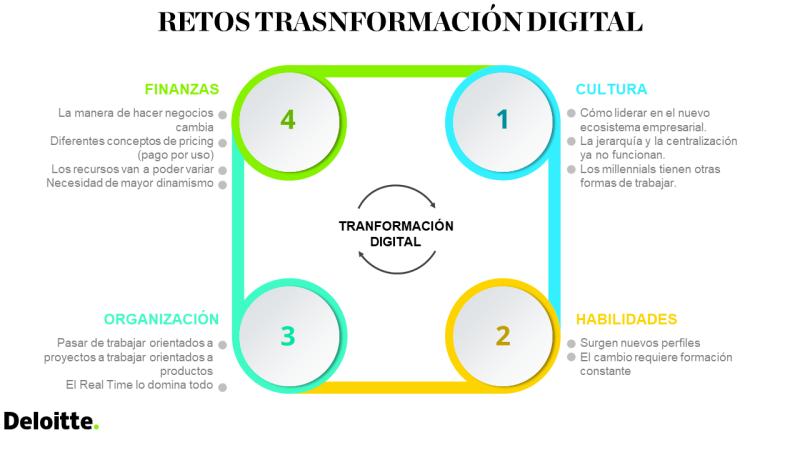 RETOS TRASNFORMACIÓN DIGITAL
FINANZAS
La manera de hacer negocios
cambia
Diferentes conceptos de pricing
(pago por uso)
Los recursos van a poder variar
Necesidad de mayor dinamismo
4
1
CULTURA
Cómo liderar en el nuevo
ecosistema empresarial.
La jerarquía y la centralización
ya no funcionan.
Los millennials tienen otras
formas de trabajar.
TRANFORMACIÓN
DIGITAL
ORGANIZACIÓN
Pasar de trabajar orientados a
proyectos a trabajar orientados a
productos
El Real Time lo domina todo
3
2
HABILIDADES
Surgen nuevos perfiles
El cambio requiere formación
constante
Deloitte.